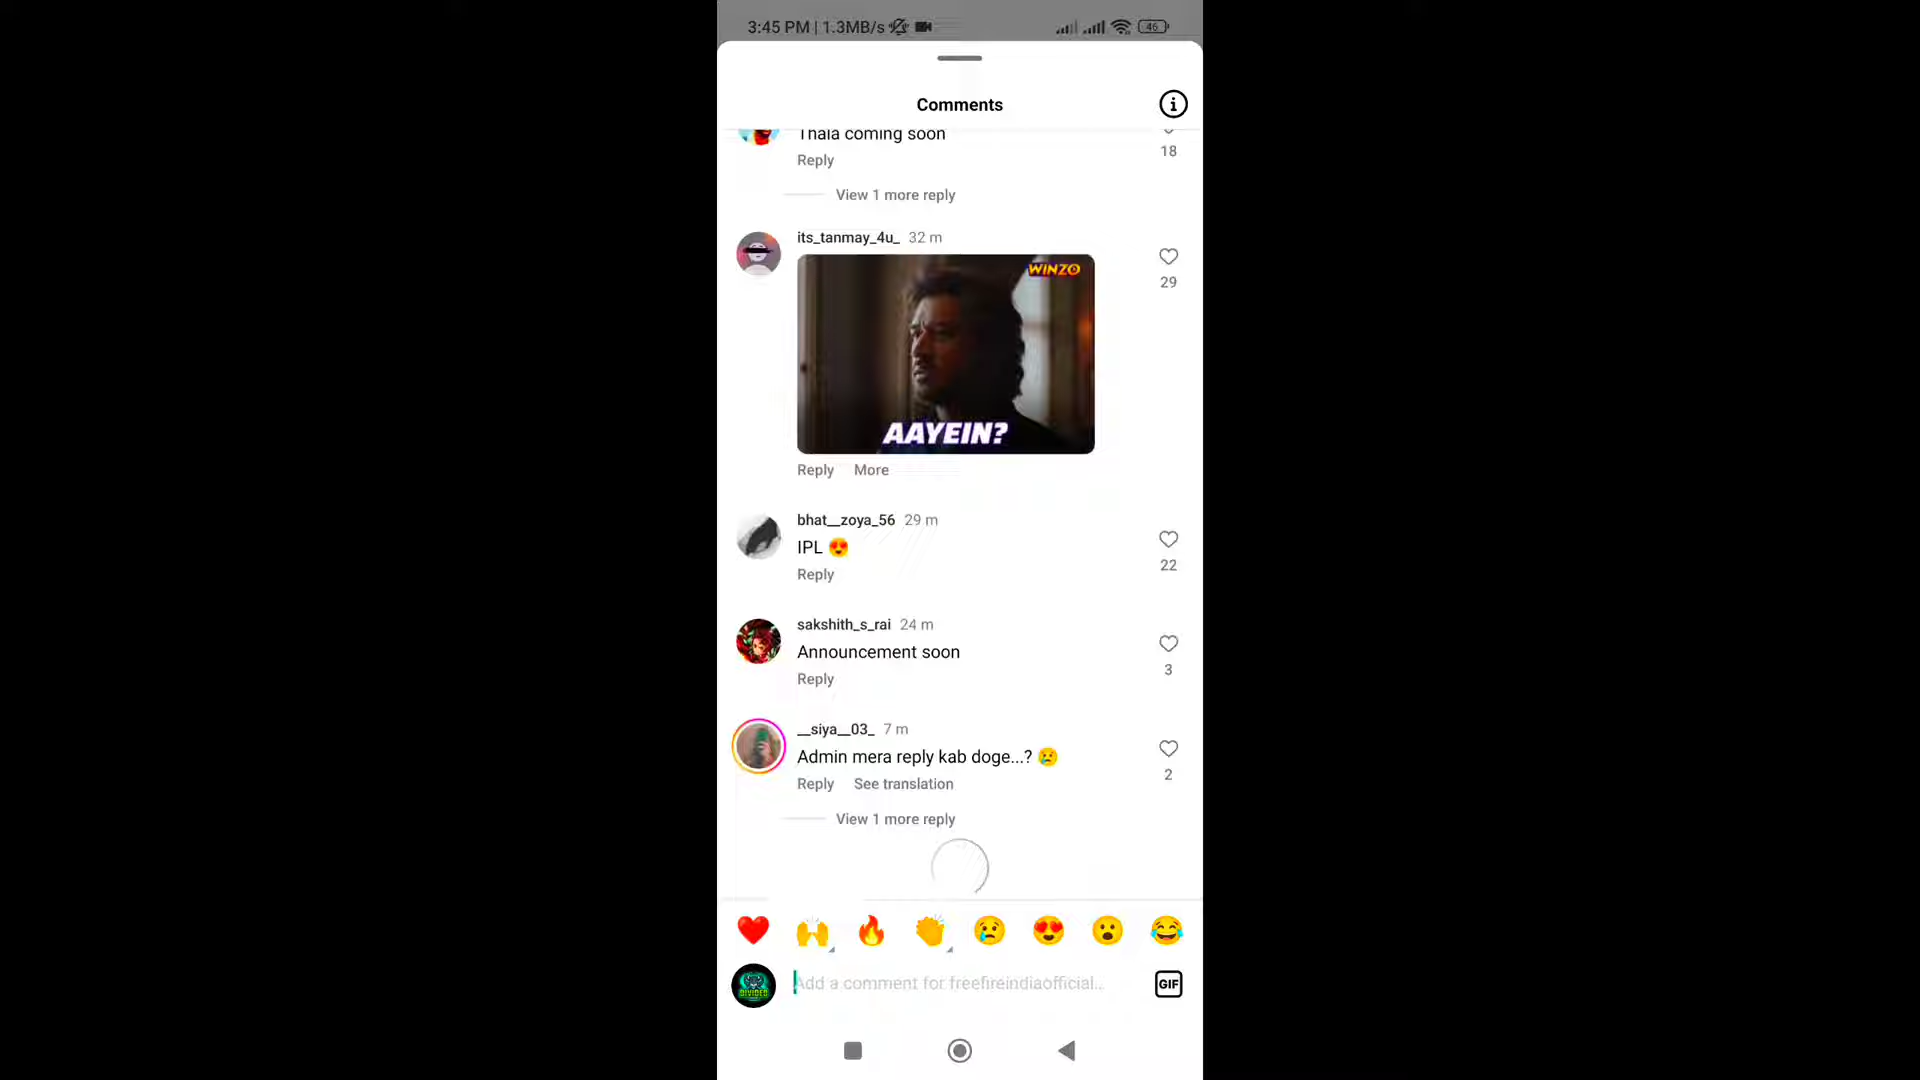 3:45 PM | 1.3MB/s
46
Comments
Thala coming soon
18
Reply
View 1 more reply
its_tanmay_4u_ 32 m
WINZO
29
AAYEIN?
Reply More
bhat__zoya_56 29 m
IPL 😍
22
Reply
sakshith_s_rai 24 m
Announcement soon
3
Reply
__siya__03_ 7 m
Admin mera reply kab doge...? 😢
2
Reply See translation
View 1 more reply
❤️ 🙌 🔥 👏 😢 😍 😮 😂
DIVIDED
Add a comment for freefireindiaofficial...
GIF